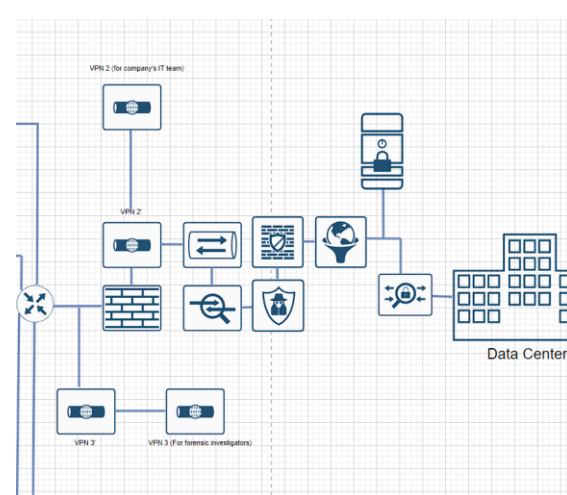 VPN 2 (for company's IT team)
VPN 2'
Data Center
VPN 3'
VPN 3 (For forensic investigators)